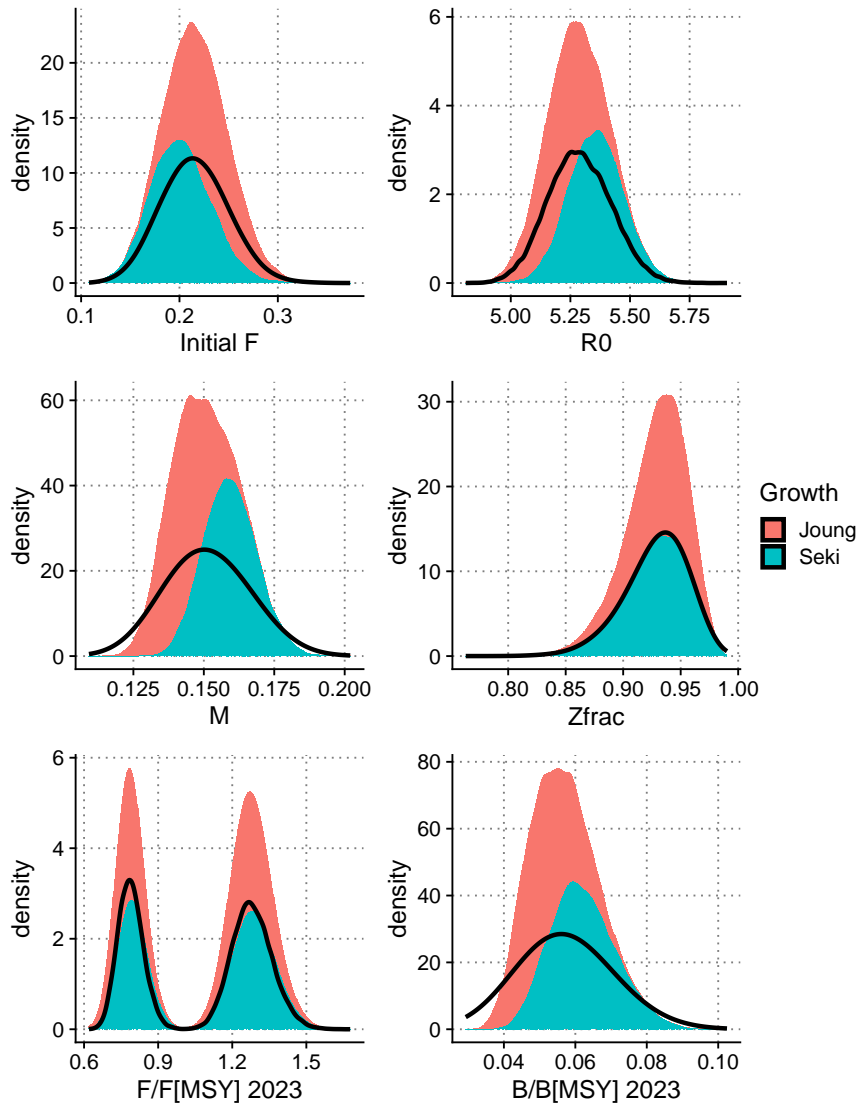 density
20
15
10
5
0
0.1 0.2 0.3
Initial F
density
6
4
2
0
5.00 5.25 5.50 5.75
R0
density
60
40
20
0
0.125 0.150 0.175 0.200
M
density
30
20
10
0
0.80 0.85 0.90 0.95 1.00
Zfrac
Growth
Joung
Seki
density
6
4
2
0
0.6 0.9 1.2 1.5
F/F[MSY] 2023
density
80
60
40
20
0
0.04 0.06 0.08 0.10
B/B[MSY] 2023